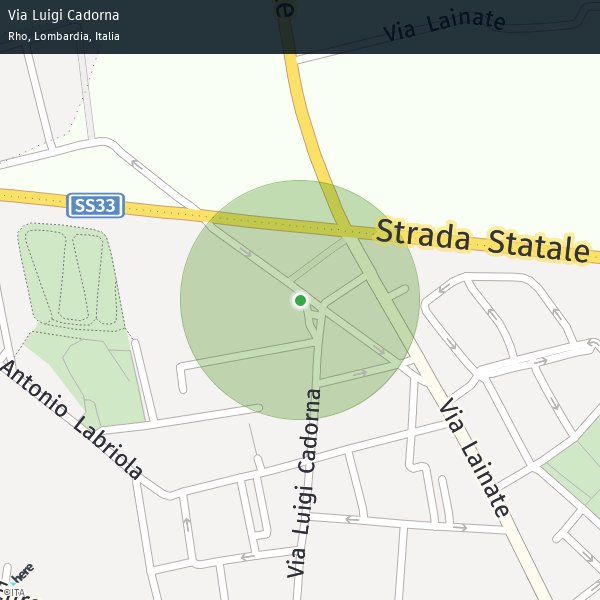 Via Luigi Cadorna
Rho, Lombardia, Italia
Via Lainate
SS33
Strada Statale
Antonio Labriola
Via Luigi Cadorna
Via Lainate
here
©ITA